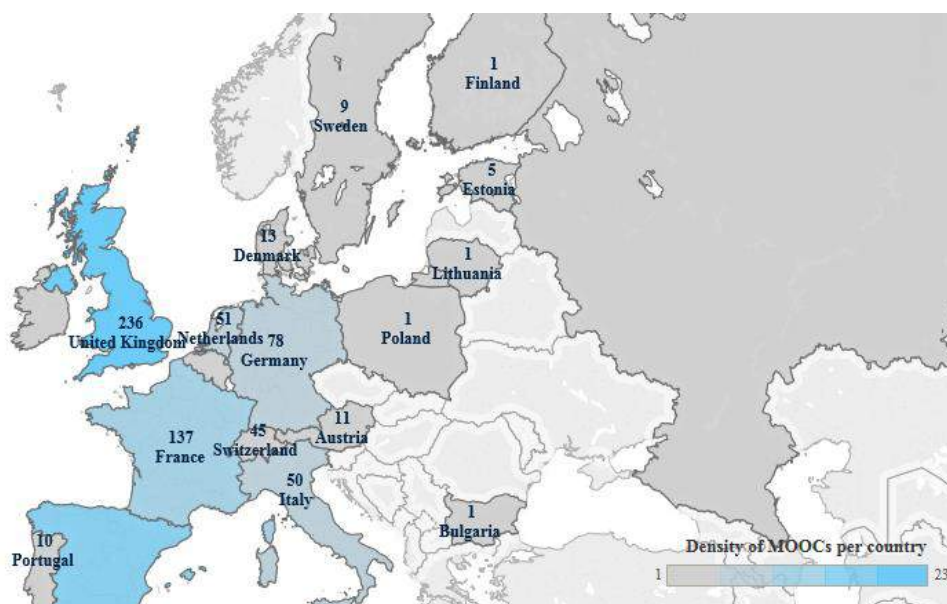 1
Finland
9
Sweden
5
Estonia
13
Denmark
1
Lithuania
236
United Kingdom
51
Netherlands
78
Germany
1
Poland
11
Austria
45
Switzerland
137
France
50
Italy
1
Bulgaria
10
Portugal
Density of MOOCs per country
1 23